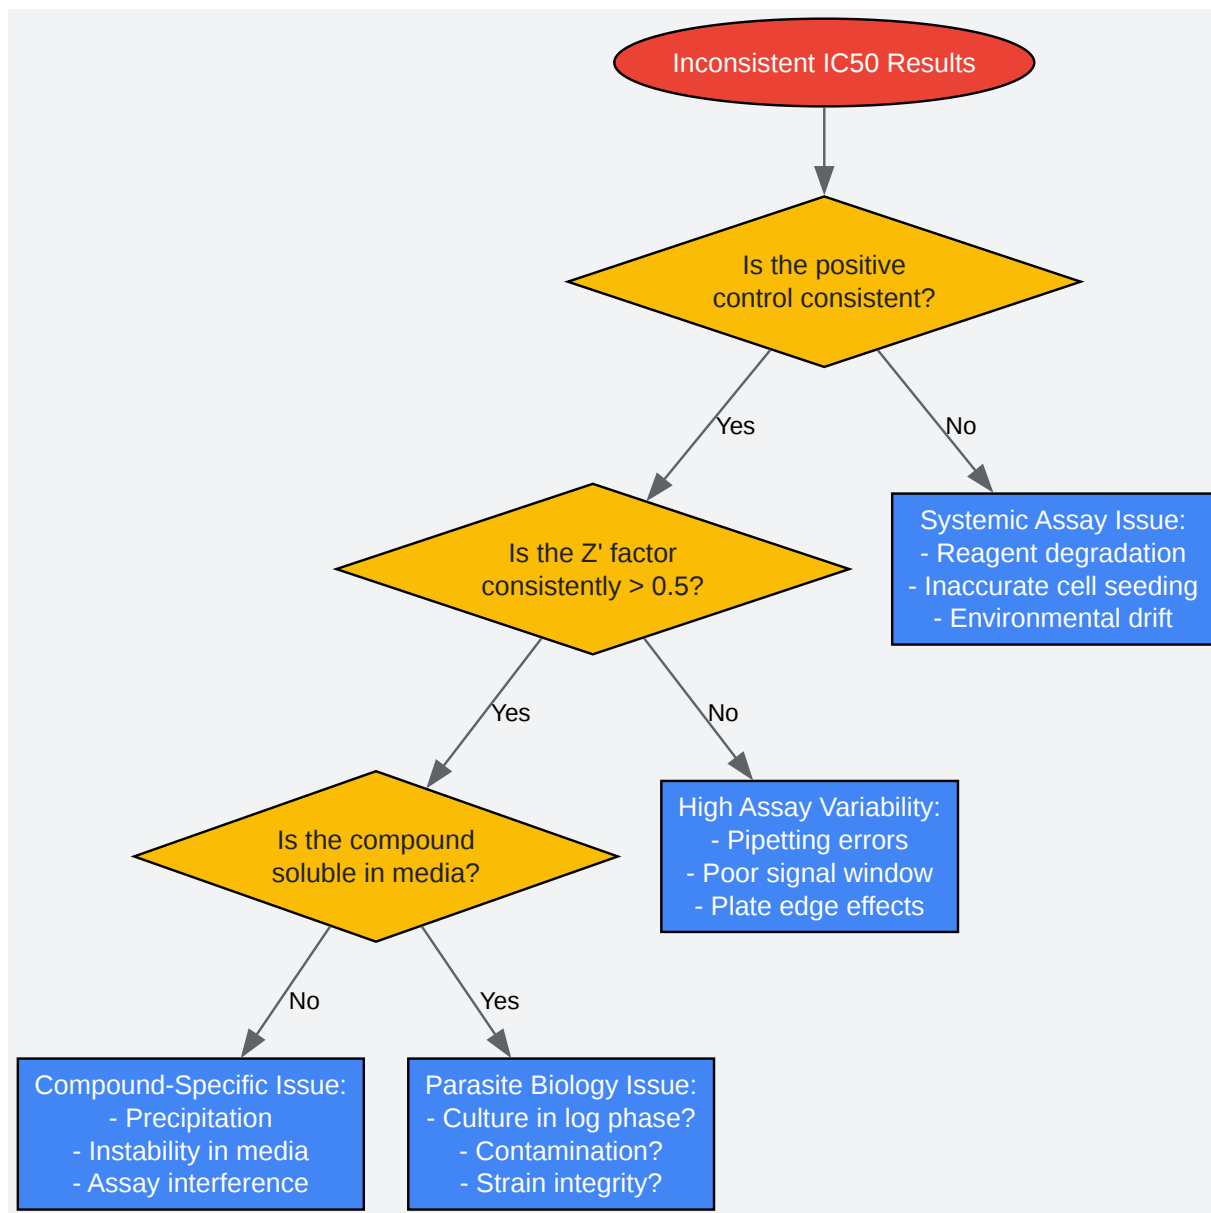 Inconsistent IC50 Results
Is the positive
control consistent?
Yes
No
Is the Z' factor
consistently > 0.5?
Systemic Assay Issue:
- Reagent degradation
- Inaccurate cell seeding
- Environmental drift
Yes
No
Is the compound
soluble in media?
High Assay Variability:
- Pipetting errors
- Poor signal window
- Plate edge effects
No
Yes
Compound-Specific Issue:
- Precipitation
- Instability in media
- Assay interference
Parasite Biology Issue:
- Culture in log phase?
- Contamination?
- Strain integrity?